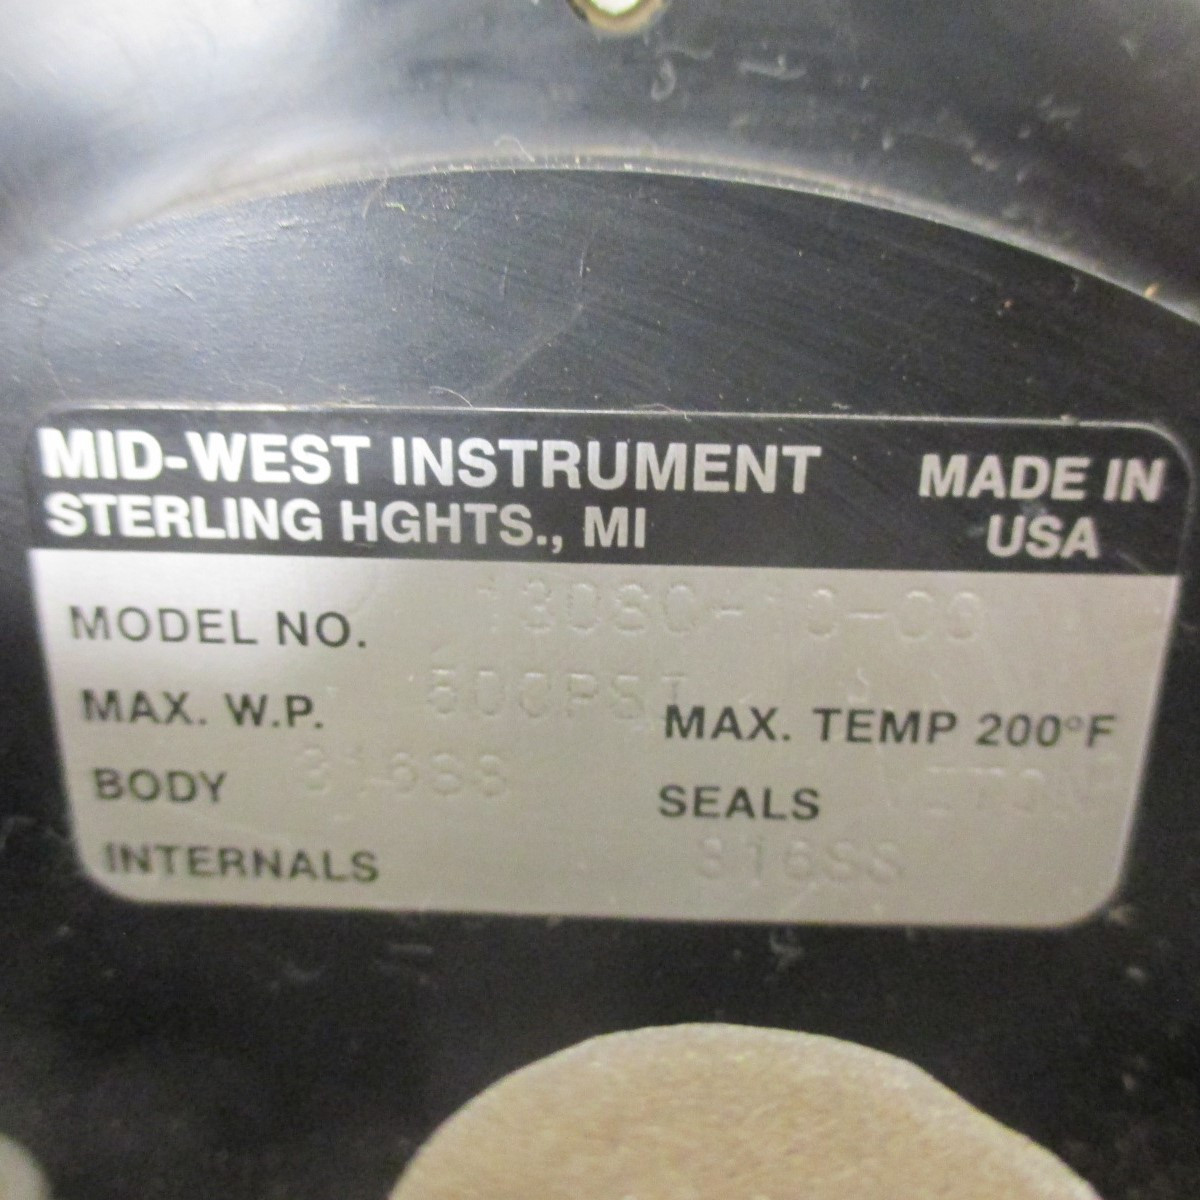 MID-WEST INSTRUMENT MADE IN
STERLING HGHTS., MI USA
MODEL NO.
MAX. W.P. MAX. TEMP 200°F
BODY 316SS SEALS
INTERNALS 316SS